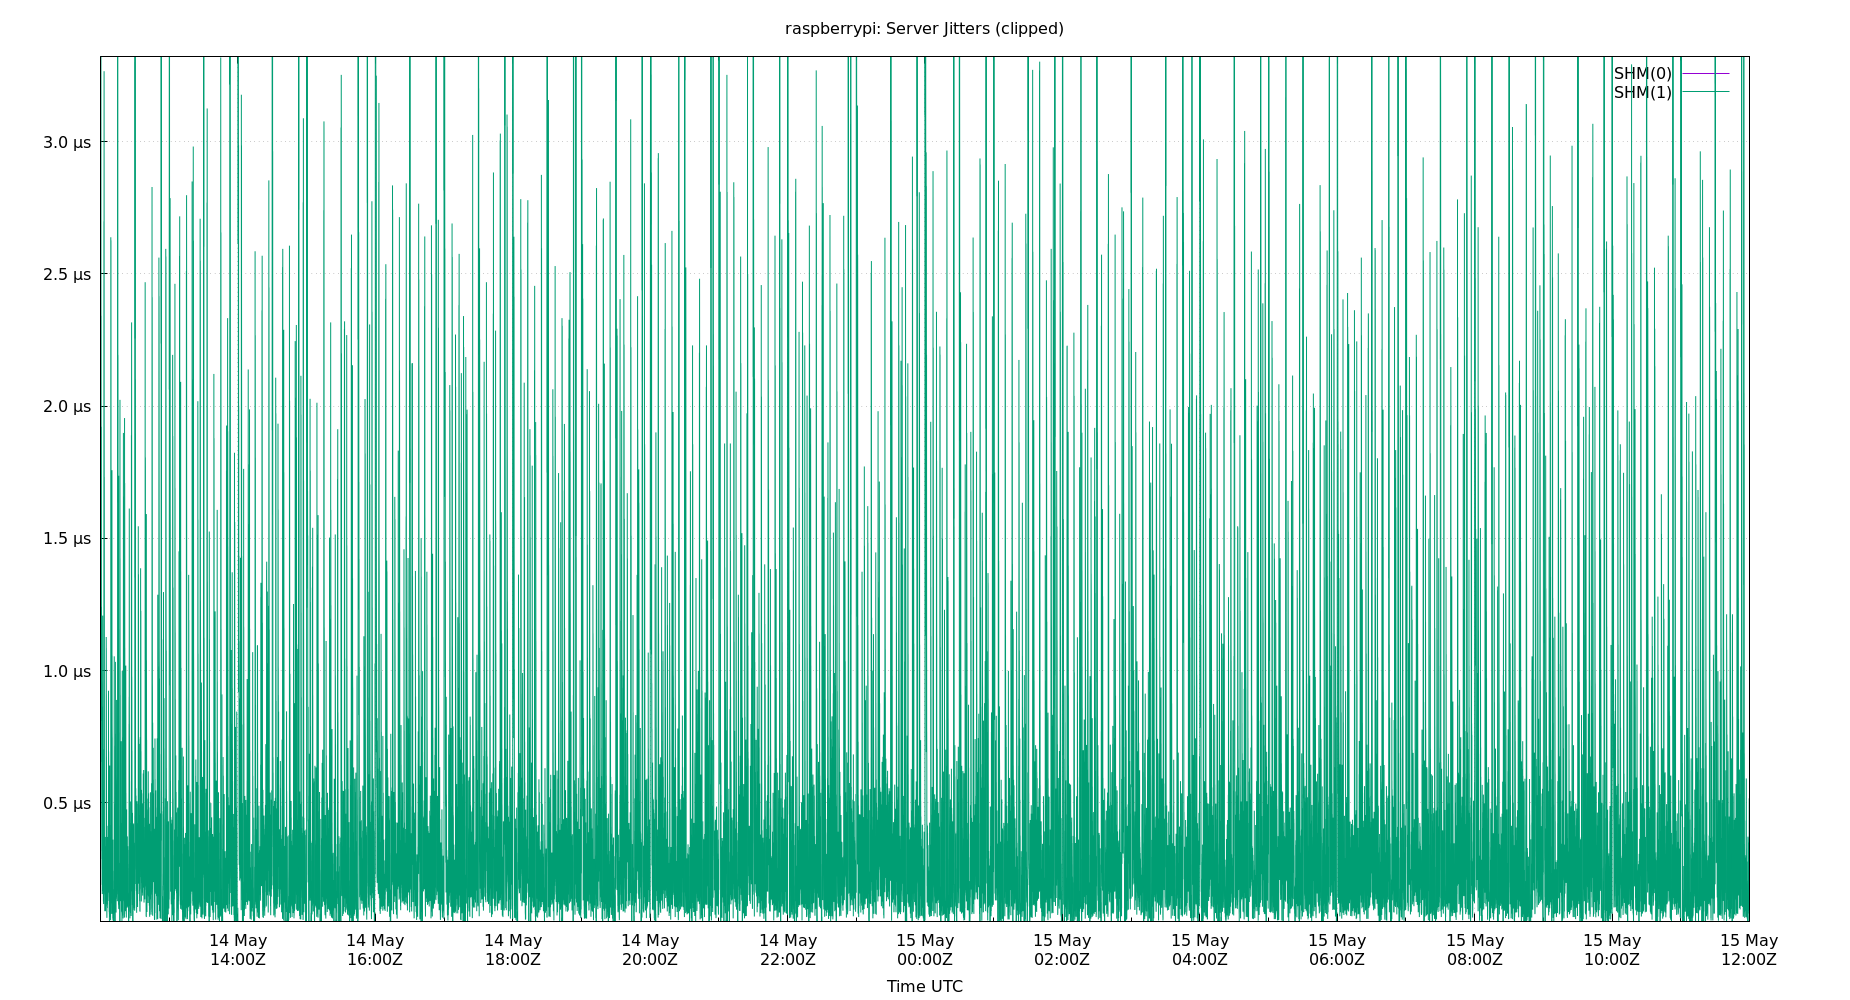 raspberrypi: Server Jitters (clipped)
SHM(0)
SHM(1)
3.0 µs
2.5 µs
2.0 µs
1.5 µs
1.0 µs
0.5 µs
14 May 14 May 14 May 14 May 14 May 15 May 15 May 15 May 15 May 15 May 15 May 15 May
14:00Z 16:00Z 18:00Z 20:00Z 22:00Z 00:00Z 02:00Z 04:00Z 06:00Z 08:00Z 10:00Z 12:00Z
Time UTC